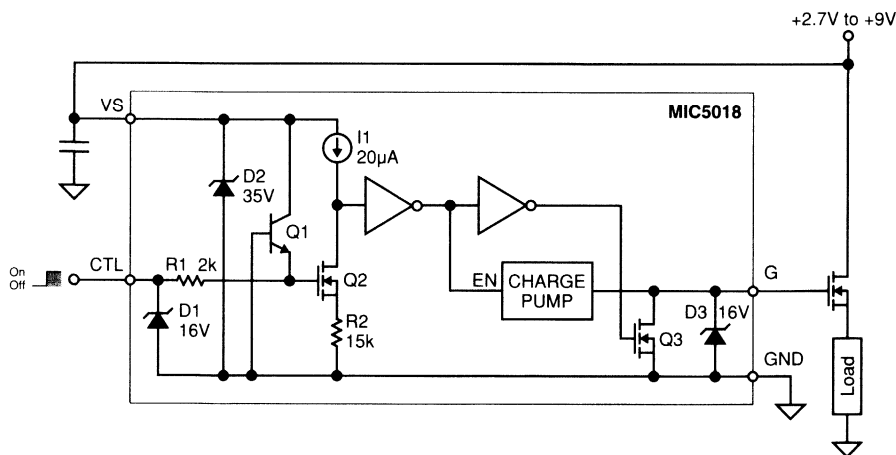 +2.7V to +9V
VS
MIC5018
I1
20µA
D2
35V
Q1
On
Off
CTL
R1 2k
Q2
EN
CHARGE
PUMP
G
D1
16V
R2
15k
D3 16V
Q3
GND
Load